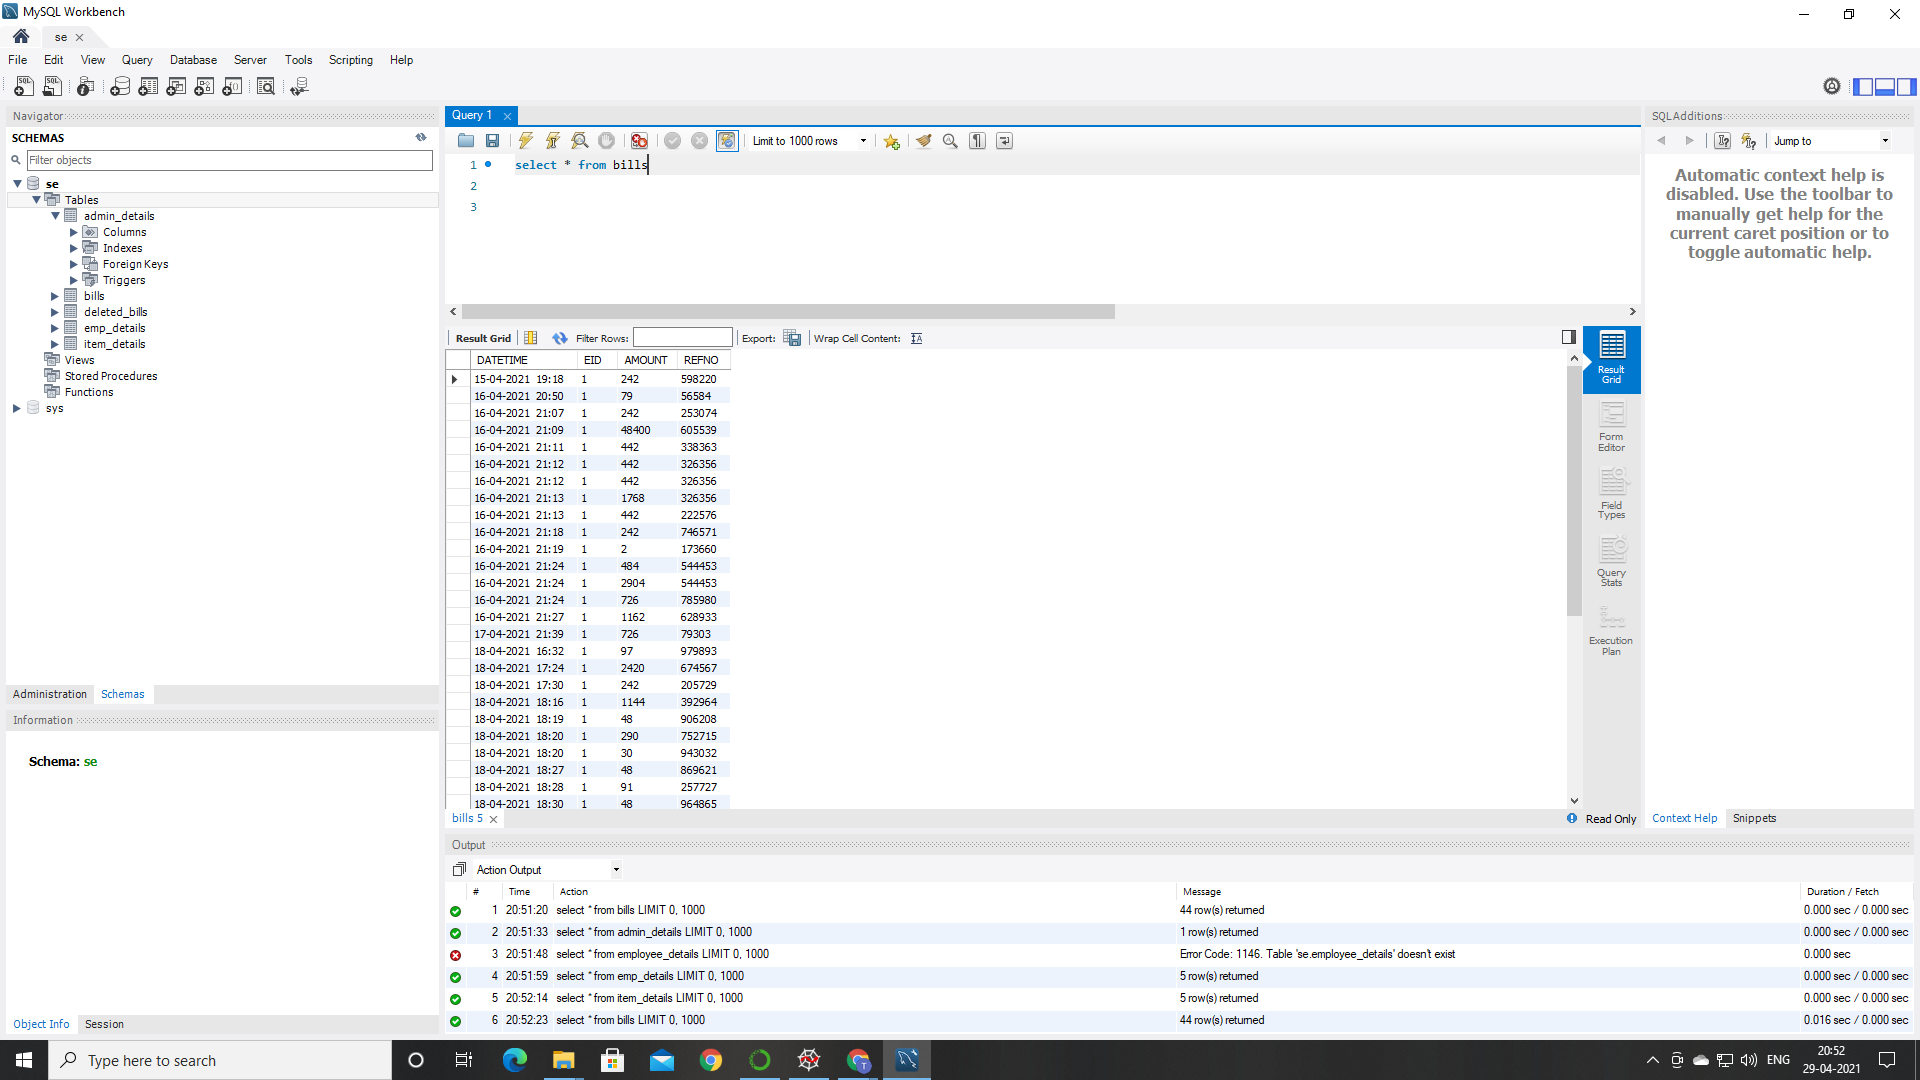 MySQL Workbench
se
File Edit View Query Database Server Tools Scripting Help
Navigator
SCHEMAS
Filter objects
se
Tables
admin_details
Columns
Indexes
Foreign Keys
Triggers
bills
deleted_bills
emp_details
item_details
Views
Stored Procedures
Functions
sys
Administration Schemas
Information
Schema: se
Object Info Session
Query 1
Limit to 1000 rows
1 select * from bills
2
3
Result Grid Filter Rows: Export: Wrap Cell Content:
DATETIME EID AMOUNT REFNO
15-04-2021 19:18 1 242 598220
16-04-2021 20:50 1 79 56584
16-04-2021 21:07 1 242 253074
16-04-2021 21:09 1 48400 605539
16-04-2021 21:11 1 442 338363
16-04-2021 21:12 1 442 326356
16-04-2021 21:12 1 442 326356
16-04-2021 21:13 1 1768 326356
16-04-2021 21:13 1 442 222576
16-04-2021 21:18 1 242 746571
16-04-2021 21:19 1 2 173660
16-04-2021 21:24 1 484 544453
16-04-2021 21:24 1 2904 544453
16-04-2021 21:24 1 726 785980
16-04-2021 21:27 1 1162 628933
17-04-2021 21:39 1 726 79303
18-04-2021 16:32 1 97 979893
18-04-2021 17:24 1 2420 674567
18-04-2021 17:30 1 242 205729
18-04-2021 18:16 1 1144 392964
18-04-2021 18:19 1 48 906208
18-04-2021 18:20 1 290 752715
18-04-2021 18:20 1 30 943032
18-04-2021 18:27 1 48 869621
18-04-2021 18:28 1 91 257727
18-04-2021 18:30 1 48 964865
Result
Grid
Form
Editor
Field
Types
Query
Stats
Execution
Plan
bills 5
Read Only
SQLAdditions
Jump to
Automatic context help is
disabled. Use the toolbar to
manually get help for the
current caret position or to
toggle automatic help.
Context Help Snippets
Output
Action Output
# Time Action Message Duration / Fetch
1 20:51:20 select * from bills LIMIT 0, 1000 44 row(s) returned 0.000 sec / 0.000 sec
2 20:51:33 select * from admin_details LIMIT 0, 1000 1 row(s) returned 0.000 sec / 0.000 sec
3 20:51:48 select * from employee_details LIMIT 0, 1000 Error Code: 1146. Table 'se.employee_details' doesn't exist 0.000 sec
4 20:51:59 select * from emp_details LIMIT 0, 1000 5 row(s) returned 0.000 sec / 0.000 sec
5 20:52:14 select * from item_details LIMIT 0, 1000 5 row(s) returned 0.000 sec / 0.000 sec
6 20:52:23 select * from bills LIMIT 0, 1000 44 row(s) returned 0.016 sec / 0.000 sec
Type here to search
ENG
20:52
29-04-2021